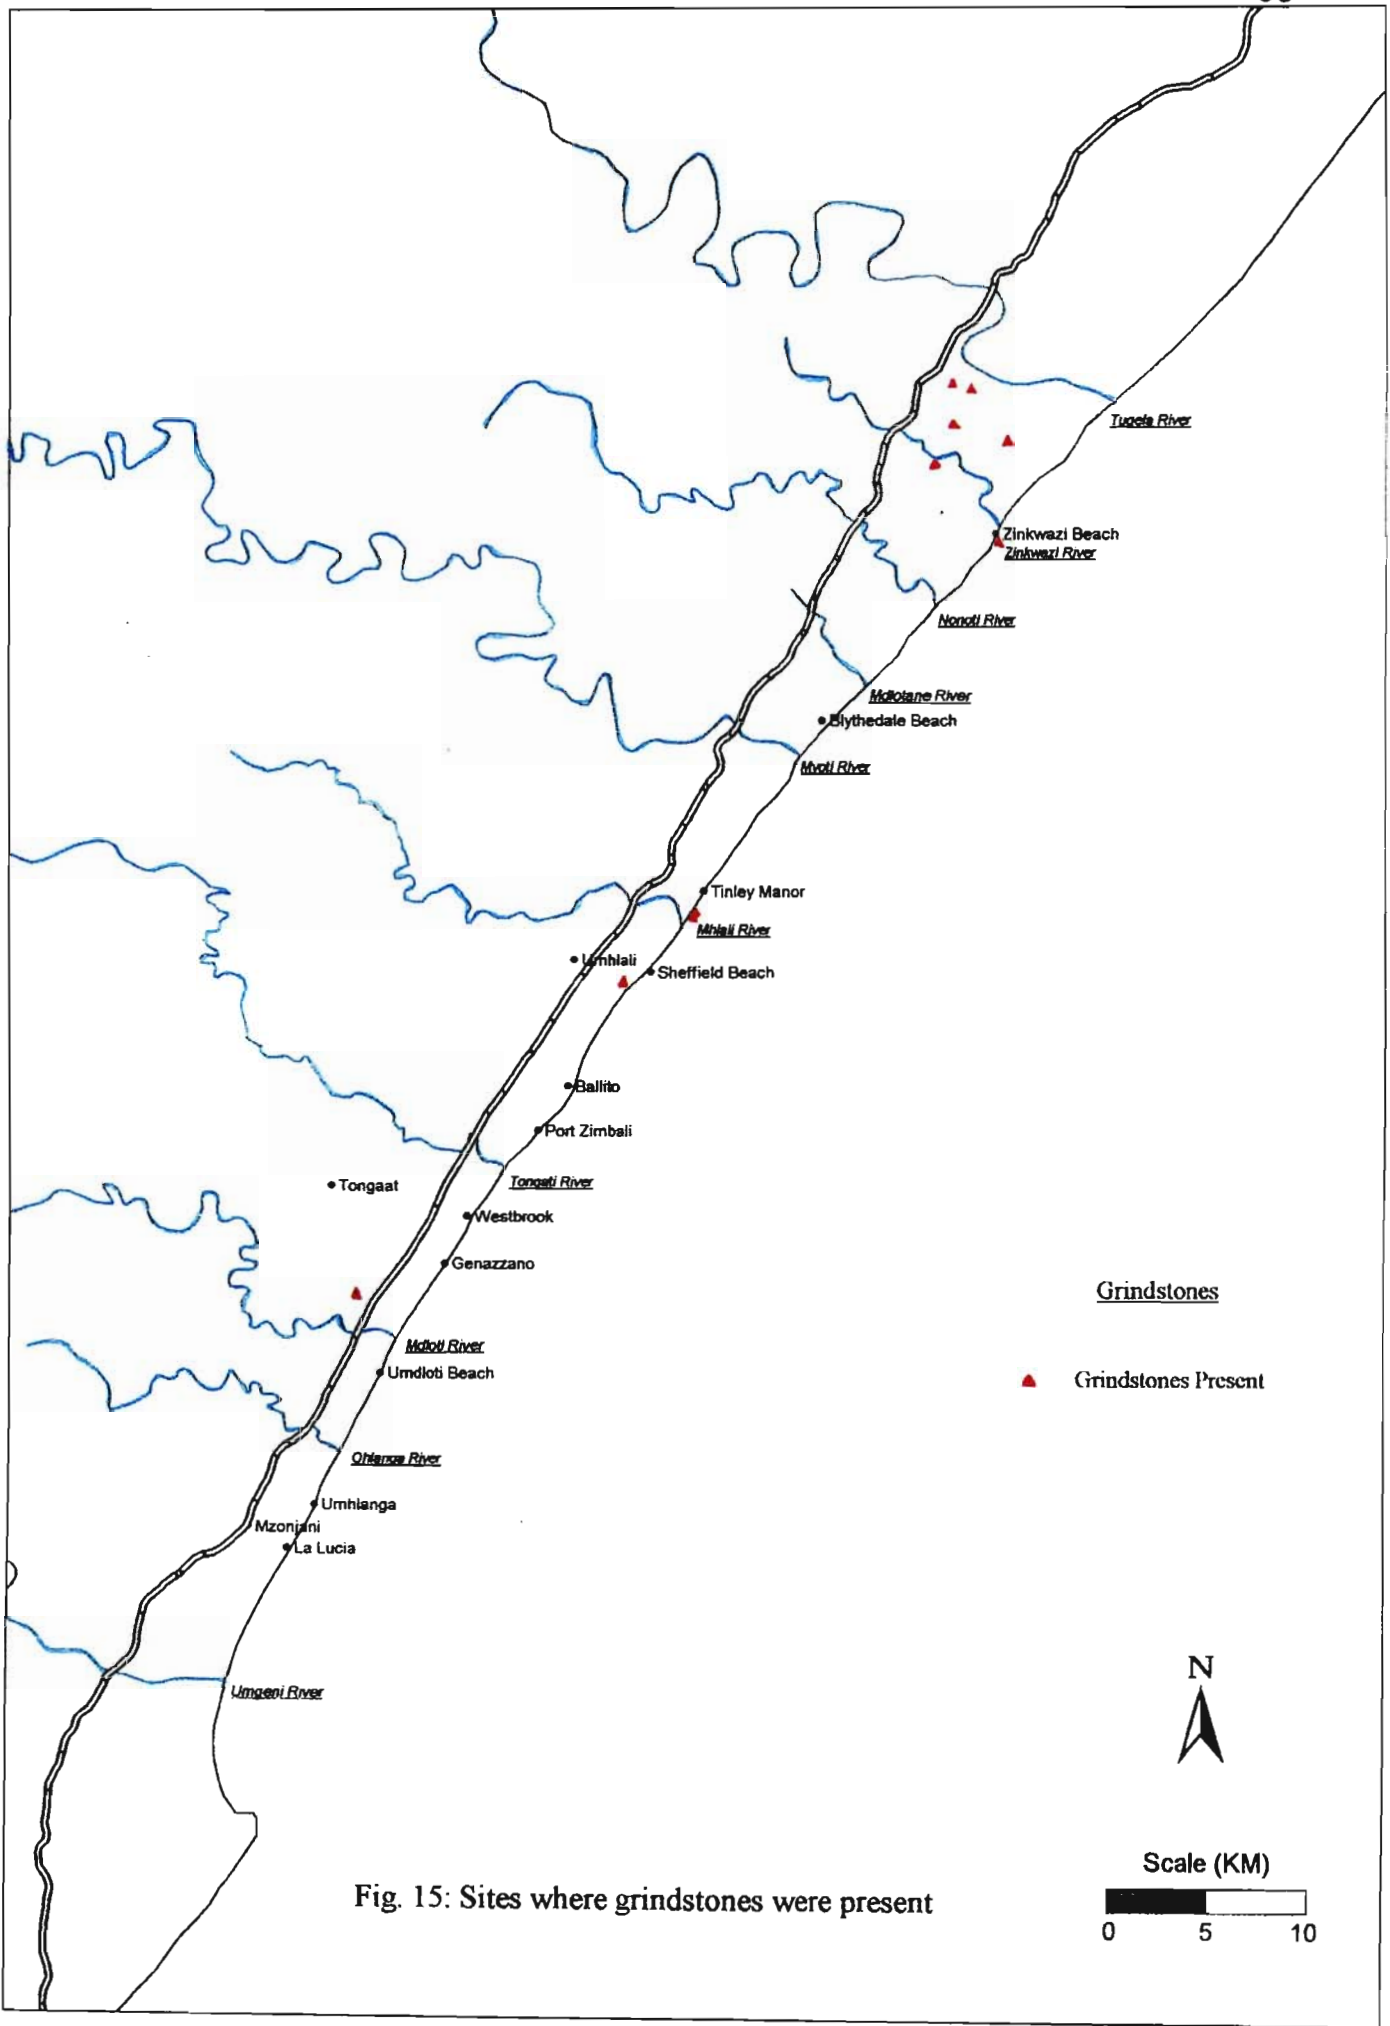 Tugela River
Zinkwazi Beach
Zinkwazi River
Nonoti River
Mdlotane River
Blythedale Beach
Mvoti River
Tinley Manor
Mhlali River
Umhlali
Sheffield Beach
Ballito
Port Zimbali
Tongati River
Tongaat
Westbrook
Genazzano
Grindstones
Mdloti River
Umdloti Beach
Grindstones Present
Ohlanga River
Umhlanga
Mzonjani
La Lucia
N
Umgeni River
Scale (KM)
Fig. 15: Sites where grindstones were present
0 5 10